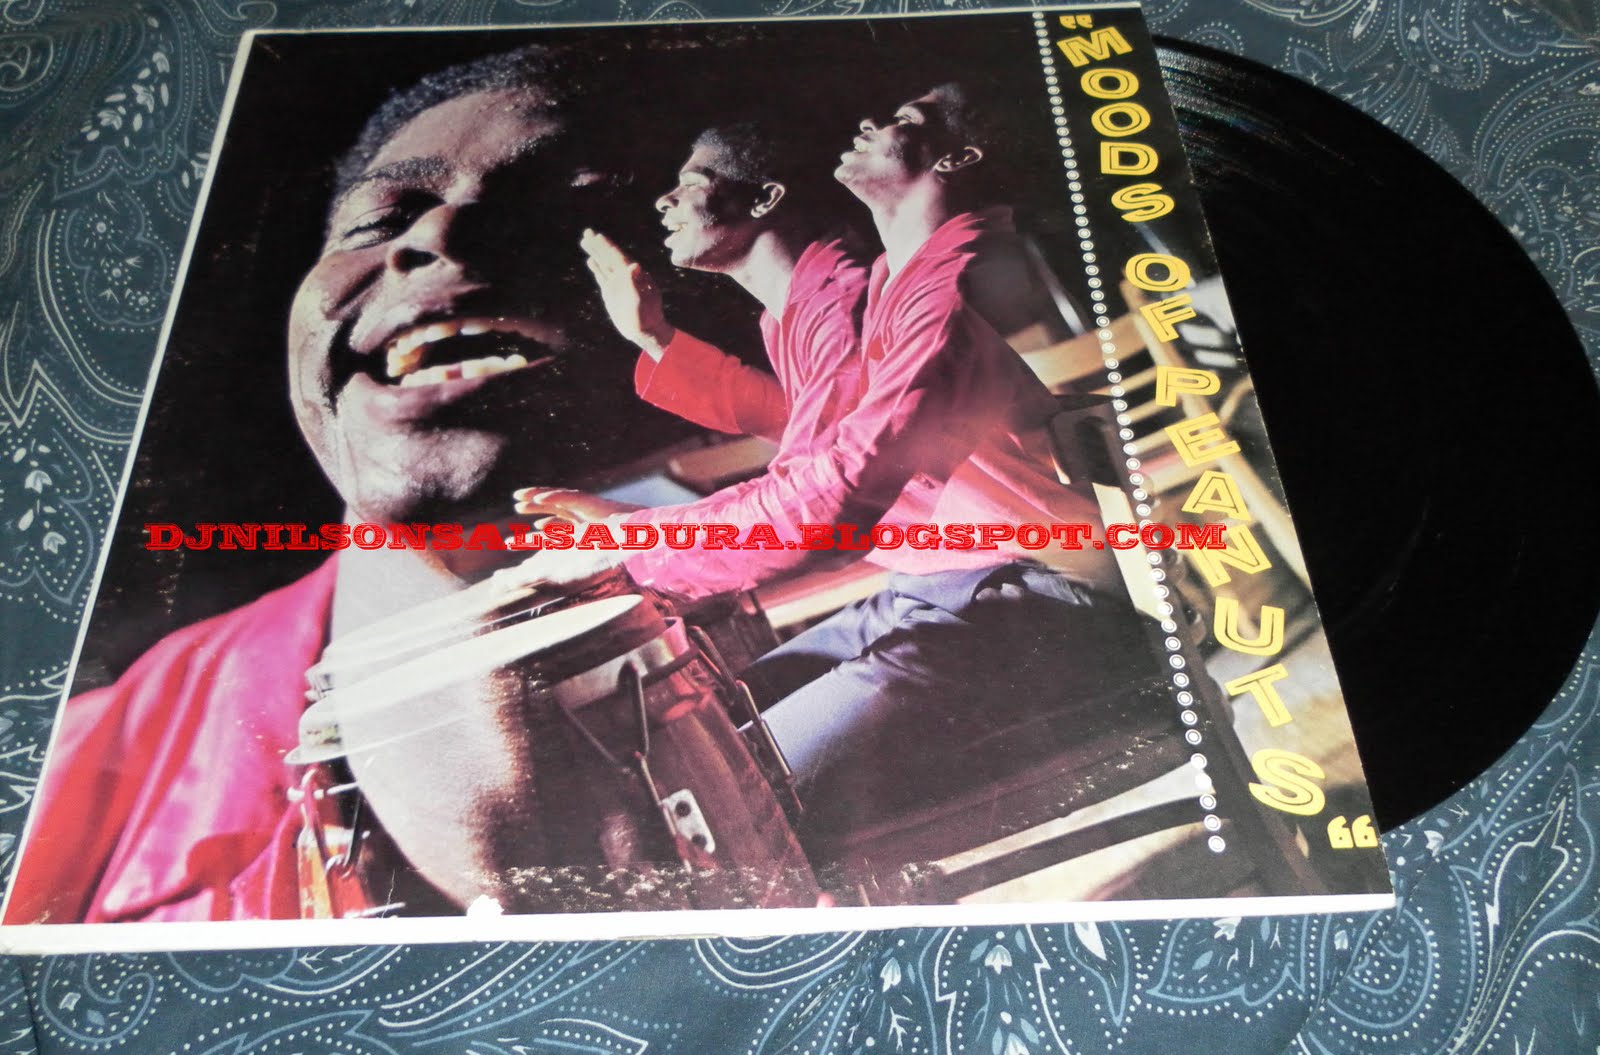 "MOODS OF PEANUTS"
DJNILSONSALSADURA.BLOGSPOT.COM